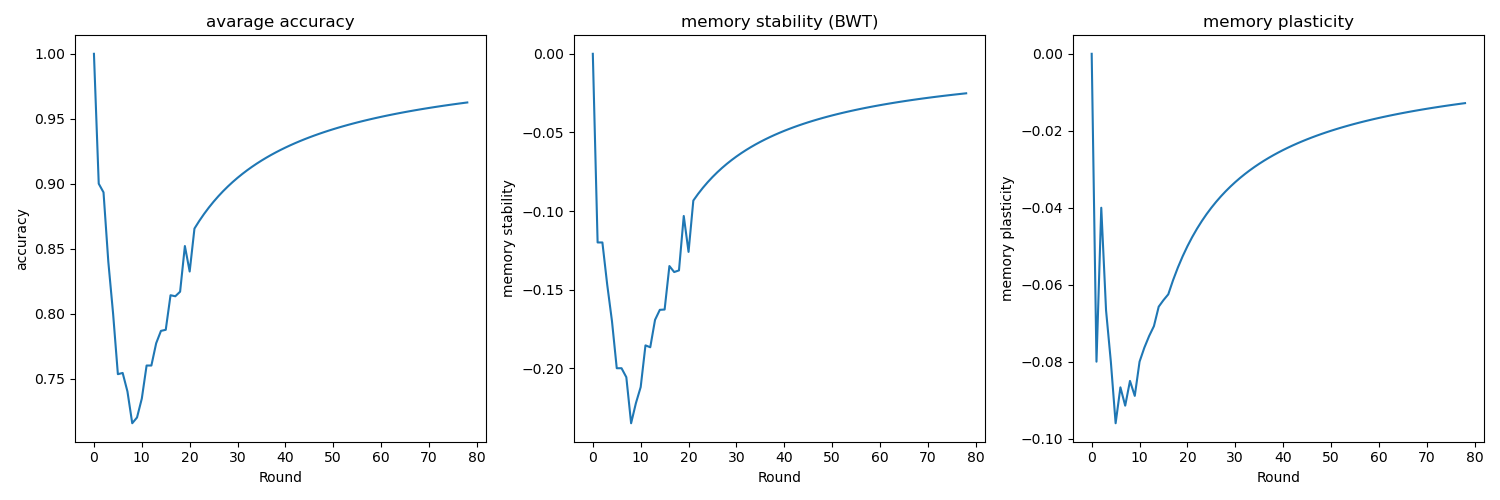 avarage accuracy
accuracy
1.00
0.95
0.90
0.85
0.80
0.75
0 10 20 30 40 50 60 70 80
Round
memory stability (BWT)
memory stability
0.00
−0.05
−0.10
−0.15
−0.20
0 10 20 30 40 50 60 70 80
Round
memory plasticity
memory plasticity
0.00
−0.02
−0.04
−0.06
−0.08
−0.10
0 10 20 30 40 50 60 70 80
Round